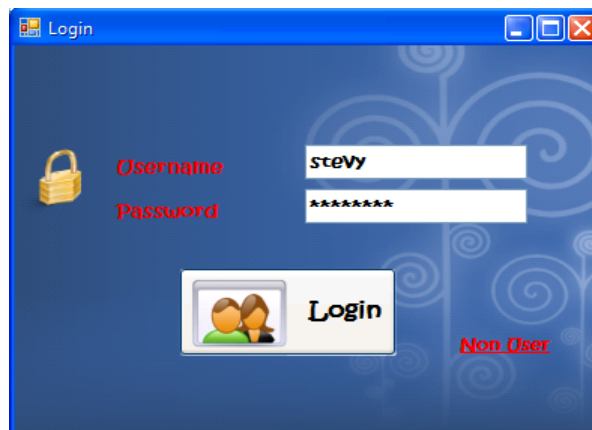 Login
Username
steVy
Password
********
Login
Non User